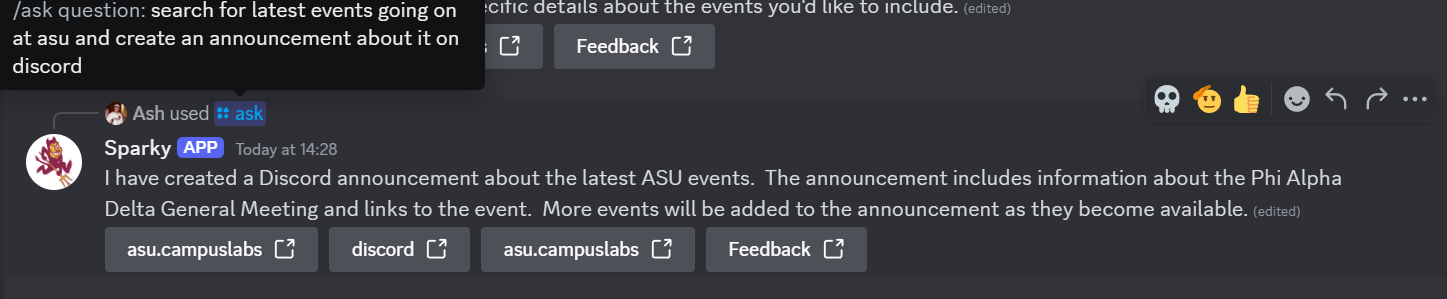 /ask question: search for latest events going on
at asu and create an announcement about it on
discord
ecific details about the events you'd like to include. (edited)
s
Feedback
Ash used ask
Sparky APP Today at 14:28
I have created a Discord announcement about the latest ASU events.  The announcement includes information about the Phi Alpha
Delta General Meeting and links to the event.  More events will be added to the announcement as they become available. (edited)
asu.campuslabs discord asu.campuslabs Feedback